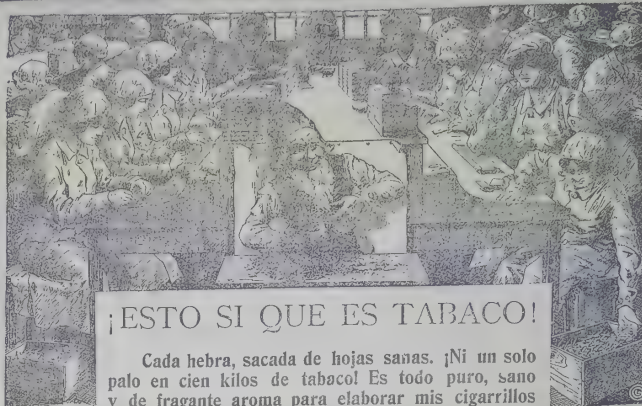 ¡ESTO SI QUE ES TABACO!
Cada hebra, sacada de hojas sanas. ¡Ni un solo
palo en cien kilos de tabaco! Es todo puro, sano
y de fragante aroma para elaborar mis cigarrillos